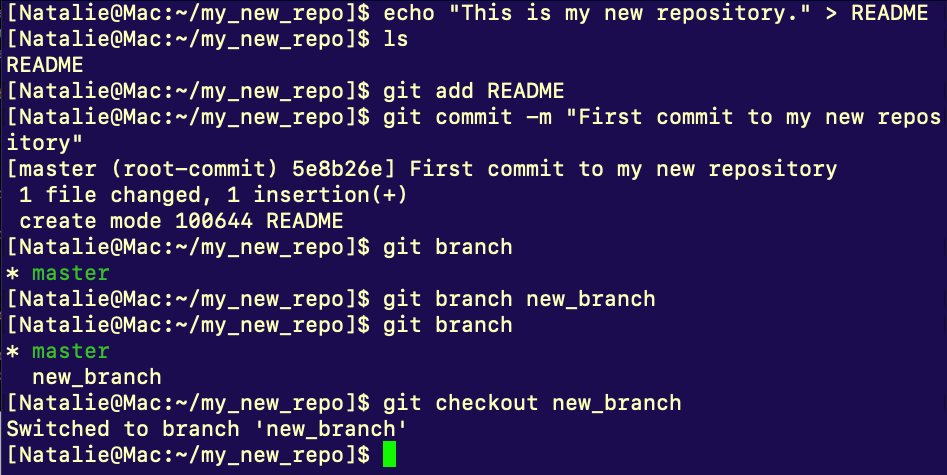 [Natalie@Mac:~/my_new_repo]$ echo "This is my new repository." > README
[Natalie@Mac:~/my_new_repo]$ ls
README
[Natalie@Mac:~/my_new_repo]$ git add README
[Natalie@Mac:~/my_new_repo]$ git commit -m "First commit to my new repos
itory"
[master (root-commit) 5e8b26e] First commit to my new repository
 1 file changed, 1 insertion(+)
 create mode 100644 README
[Natalie@Mac:~/my_new_repo]$ git branch
* master
[Natalie@Mac:~/my_new_repo]$ git branch new_branch
[Natalie@Mac:~/my_new_repo]$ git branch
* master
  new_branch
[Natalie@Mac:~/my_new_repo]$ git checkout new_branch
Switched to branch 'new_branch'
[Natalie@Mac:~/my_new_repo]$